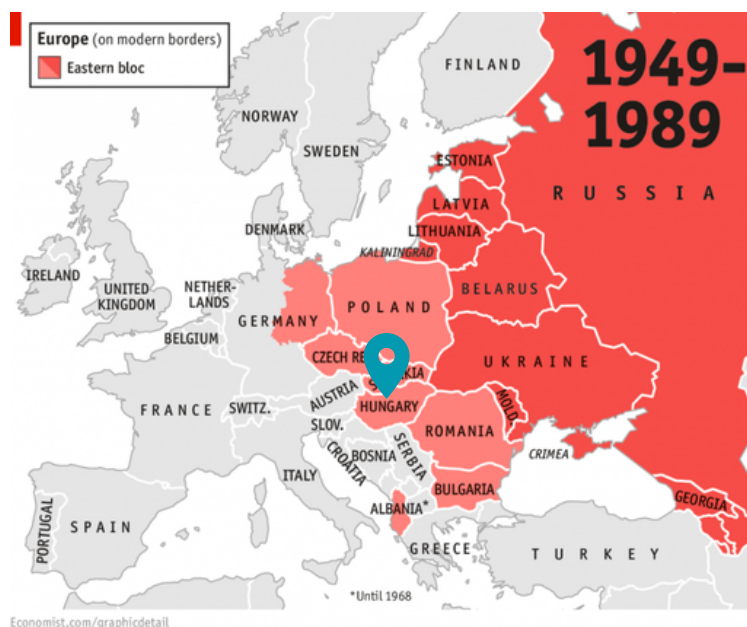 Europe (on modern borders)
Eastern bloc
1949-
1989
FINLAND
NORWAY
SWEDEN
ESTONIA
RUSSIA
LATVIA
DENMARK
LITHUANIA
KALININGRAD
IRELAND
UNITED
KINGDOM
NETHER-
LANDS
BELARUS
POLAND
GERMANY
BELGIUM
CZECH RE
KIA
UKRAINE
FRANCE
SWITZ.
AUSTRIA
HUNGARY
MOLD.
SLOV.
ROMANIA
CROATIA
BOSNIA
SERBIA
CRIMEA
ITALY
BULGARIA
GEORGIA
PORTUGAL
SPAIN
ALBANIA*
GREECE
TURKEY
*Until 1968
Economist.com/graphicdetail